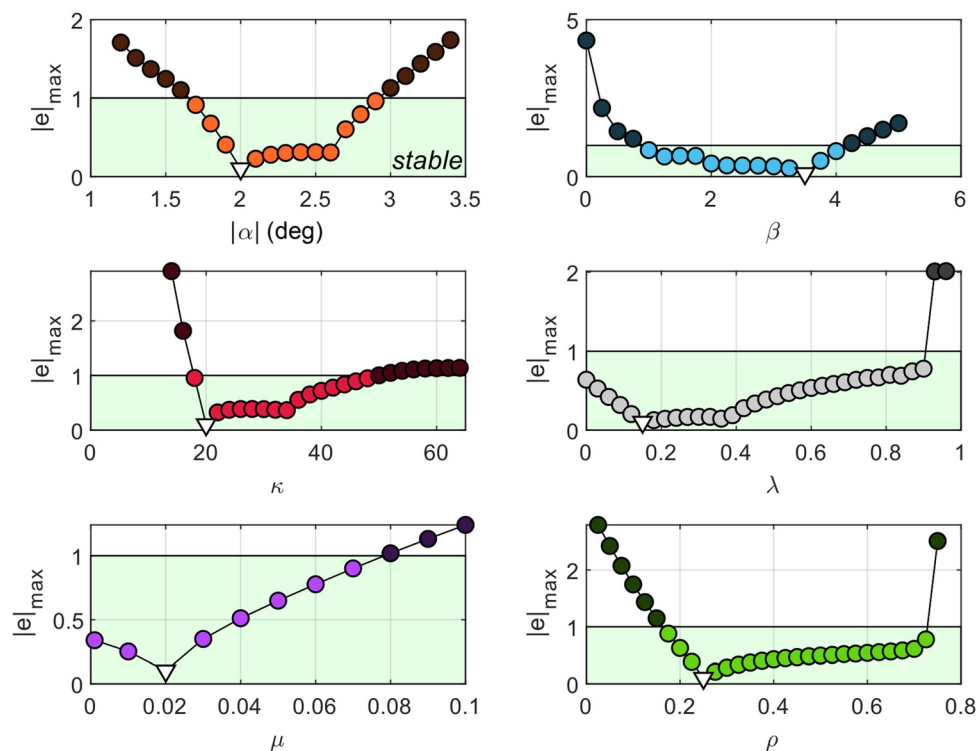 2
1
0
|e|max
stable
1 1.5 2 2.5 3 3.5
|α| (deg)
5
0
|e|max
0 2 4 6
β
2
1
0
|e|max
0 20 40 60
κ
2
1
0
|e|max
0 0.2 0.4 0.6 0.8 1
λ
1
0.5
0
|e|max
0 0.02 0.04 0.06 0.08 0.1
μ
2
1
0
|e|max
0 0.2 0.4 0.6 0.8
ρ